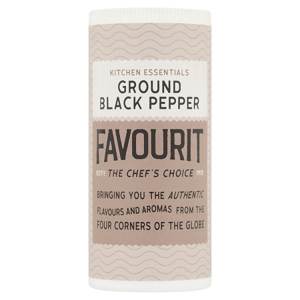 KITCHEN ESSENTIALS
GROUND
BLACK PEPPER
FAVOURIT
THE CHEF'S CHOICE
BRINGING YOU THE AUTHENTIC
FLAVOURS AND AROMAS FROM THE
FOUR CORNERS OF THE GLOBE